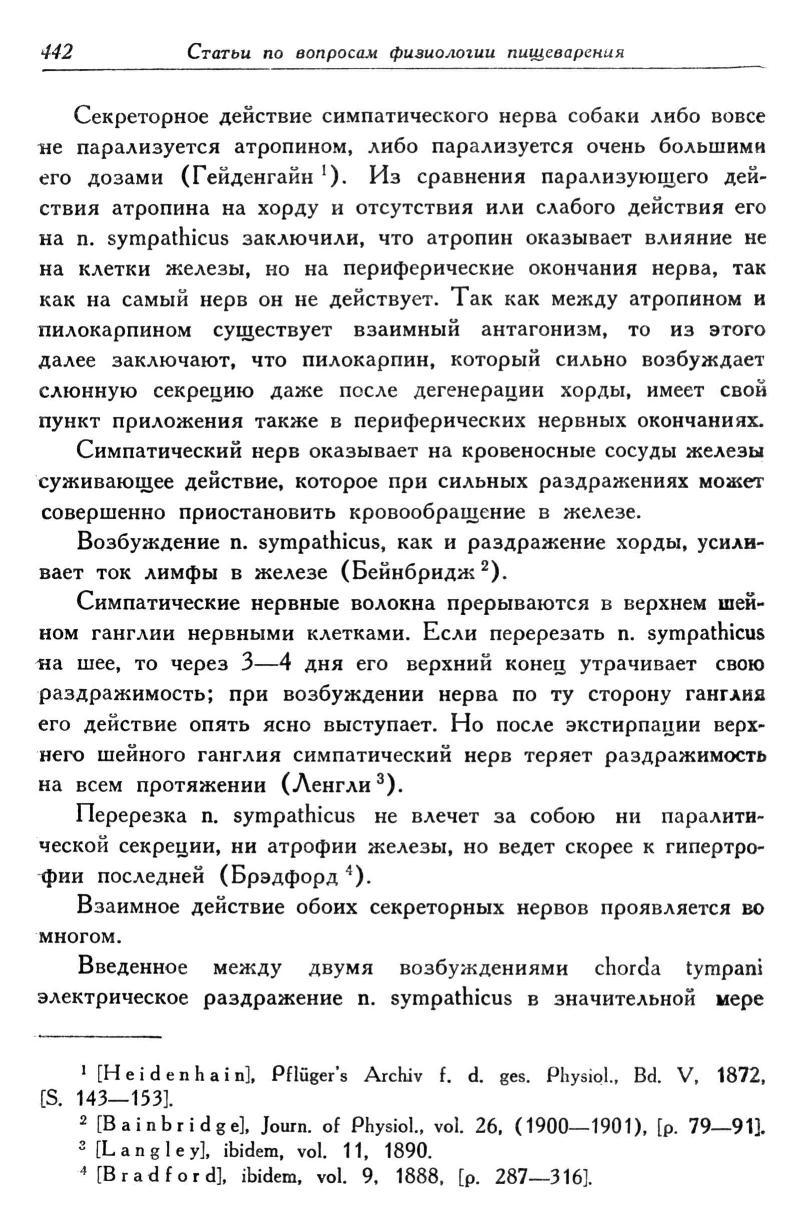 442 Статьи по вопросам физиологии пищеварения
Секреторное действие симпатического нерва собаки либо вовсе
не парализуется атропином, либо парализуется очень большими
его дозами (Гейденгайн ¹). Из сравнения парализующего дей-
ствия атропина на хорду и отсутствия или слабого действия его
на n. sympathicus заключили, что атропин оказывает влияние не
на клетки железы, но на периферические окончания нерва, так
как на самый нерв он не действует. Так как между атропином и
пилокарпином существует взаимный антагонизм, то из этого
далее заключают, что пилокарпин, который сильно возбуждает
слюнную секрецию даже после дегенерации хорды, имеет свой
пункт приложения также в периферических нервных окончаниях.
Симпатический нерв оказывает на кровеносные сосуды железы
суживающее действие, которое при сильных раздражениях может
совершенно приостановить кровообращение в железе.
Возбуждение n. sympathicus, как и раздражение хорды, усили-
вает ток лимфы в железе (Бейнбридж ²).
Симпатические нервные волокна прерываются в верхнем шей-
ном ганглии нервными клетками. Если перерезать n. sympathicus
на шее, то через 3—4 дня его верхний конец утрачивает свою
раздражимость; при возбуждении нерва по ту сторону ганглия
его действие опять ясно выступает. Но после экстирпации верх-
него шейного ганглия симпатический нерв теряет раздражимость
на всем протяжении (Ленгли ³).
Перерезка n. sympathicus не влечет за собою ни паралити-
ческой секреции, ни атрофии железы, но ведет скорее к гипертро-
фии последней (Брэдфорд ⁴).
Взаимное действие обоих секреторных нервов проявляется во
многом.
Введенное между двумя возбуждениями chorda tympani
электрическое раздражение n. sympathicus в значительной мере
¹ [Heidenhain], Pflüger's Archiv f. d. ges. Physiol., Bd. V, 1872,
[S. 143—153].
² [Bainbridge], Journ. of Physiol., vol. 26, (1900—1901), [p. 79—91].
³ [Langley], ibidem, vol. 11, 1890.
⁴ [Bradford], ibidem, vol. 9, 1888, [p. 287—316].